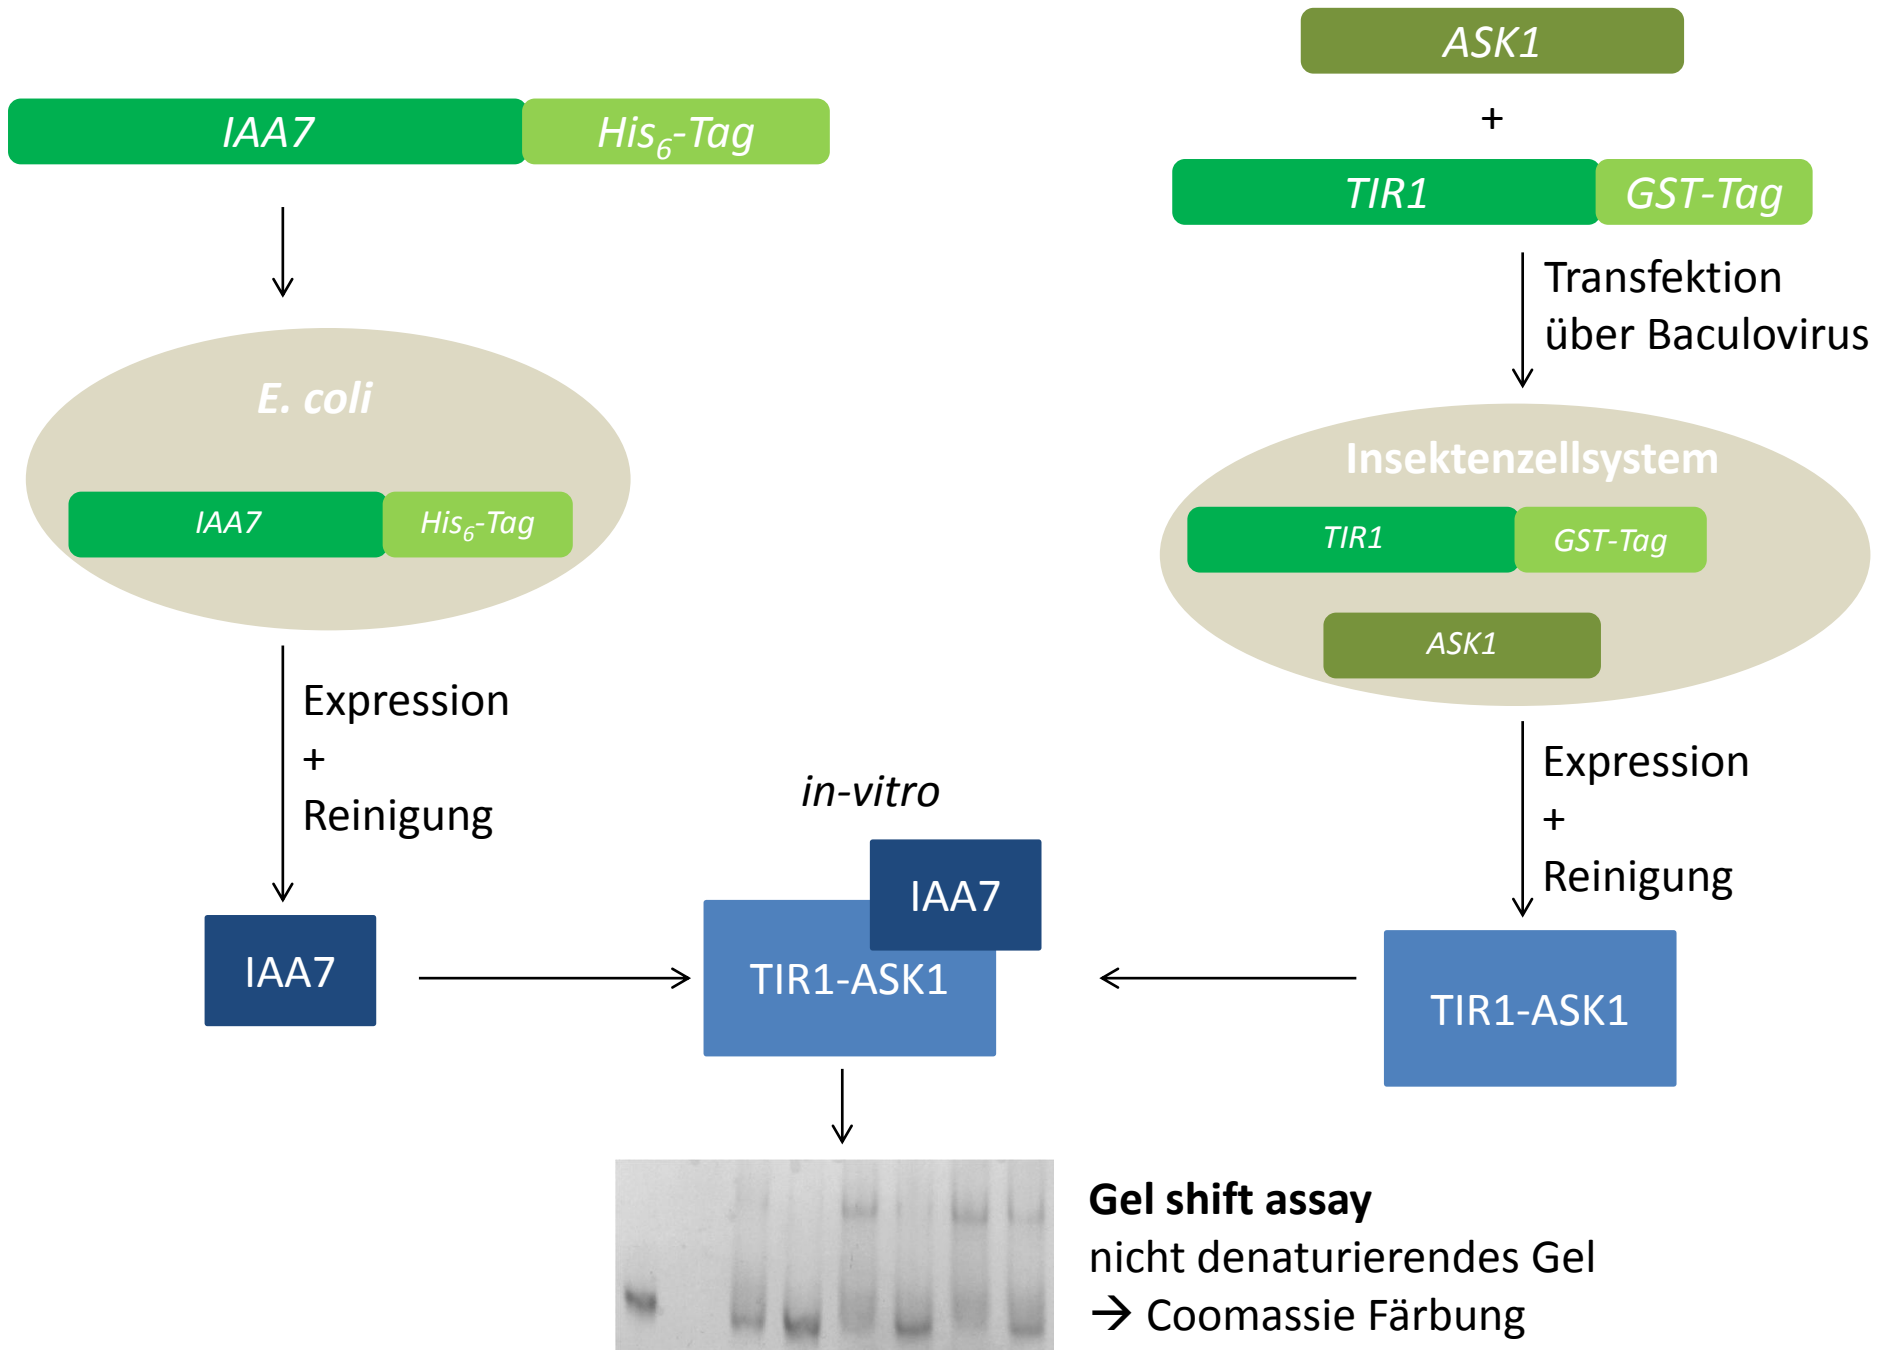 IAA7
His6-Tag
E. coli
IAA7
His6-Tag
Expression
+
Reinigung
IAA7
ASK1
+
TIR1
GST-Tag
Transfektion
über Baculovirus
Insektenzellsystem
TIR1
GST-Tag
ASK1
Expression
+
Reinigung
TIR1-ASK1
in-vitro
IAA7
TIR1-ASK1
Gel shift assay
nicht denaturierendes Gel
→ Coomassie Färbung